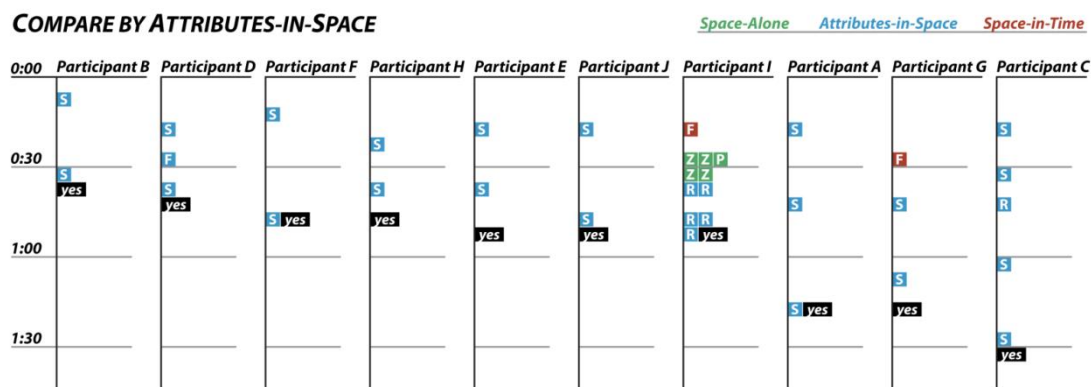 COMPARE BY ATTRIBUTES-IN-SPACE
Space-Alone Attributes-in-Space Space-in-Time
0:00 Participant B Participant D Participant F Participant H Participant E Participant J Participant I Participant A Participant G Participant C
S
S
S S S F S S
S
0:30 F Z Z P F
S Z Z S
yes S S S R R
yes S S R
S yes yes S R R
yes yes R yes
1:00 S
S
S yes yes
1:30 S
yes